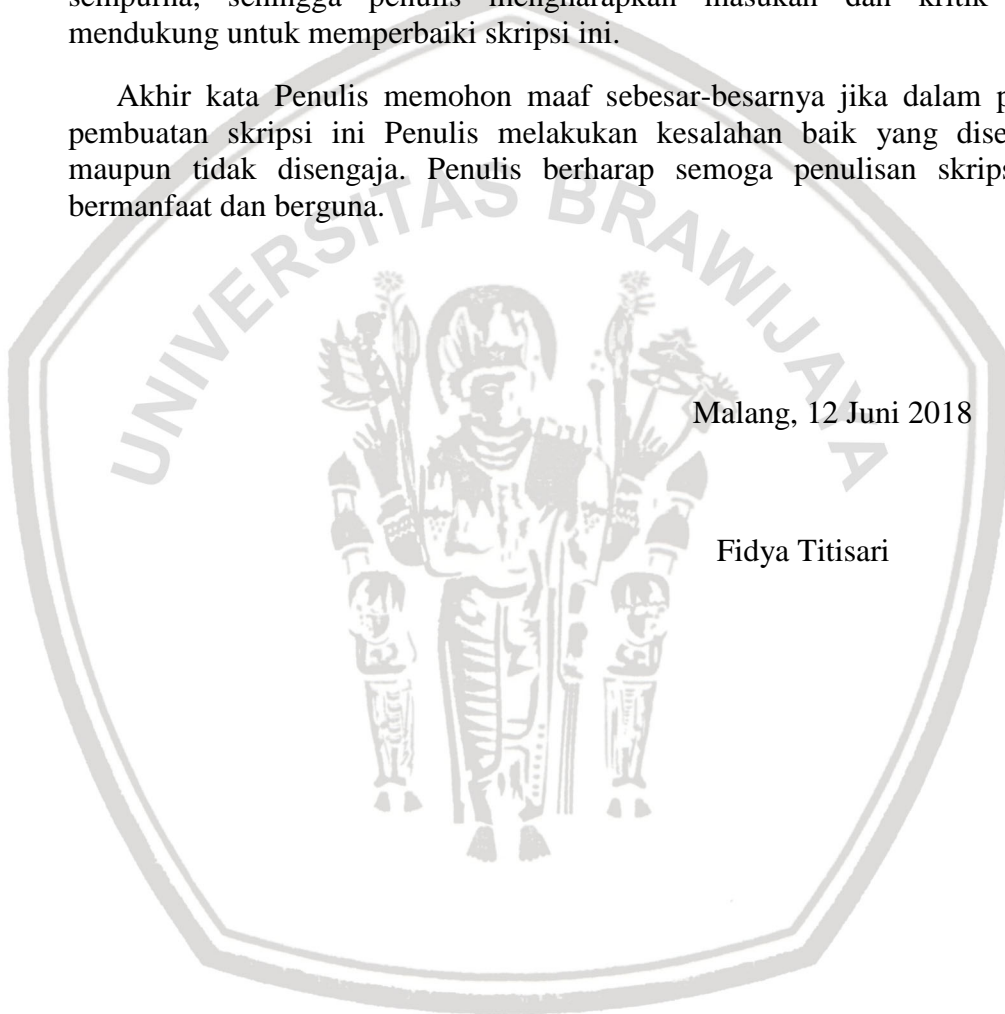 sempurna, sehingga penulis mengharapkan masukan dan kritik
mendukung untuk memperbaiki skripsi ini.
Akhir kata Penulis memohon maaf sebesar-besarnya jika dalam p
pembuatan skripsi ini Penulis melakukan kesalahan baik yang dise
maupun tidak disengaja. Penulis berharap semoga penulisan skrips
bermanfaat dan berguna.
UNIVERSITAS BRAWIJAYA
Malang, 12 Juni 2018
Fidya Titisari